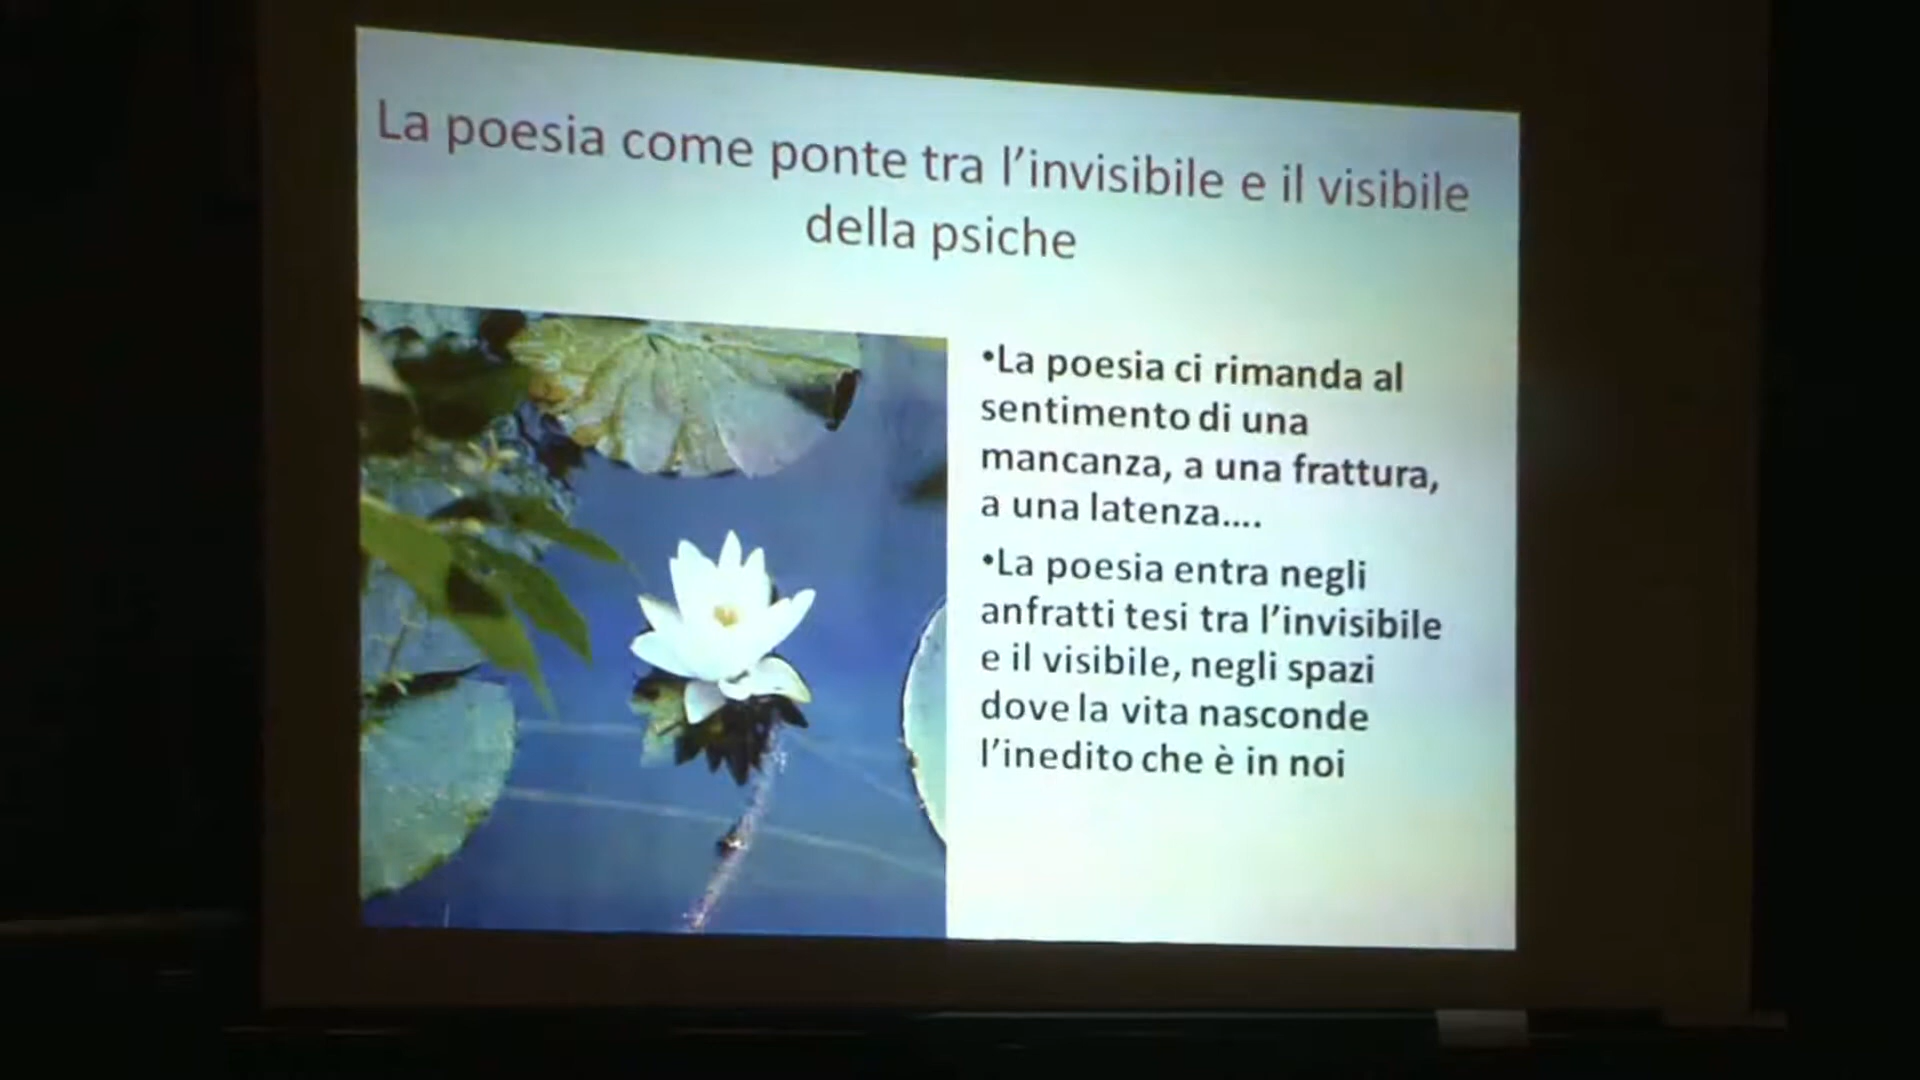 La poesia come ponte tra l'invisibile e il visibile
della psiche
•La poesia ci rimanda al
sentimento di una
mancanza, a una frattura,
a una latenza....
•La poesia entra negli
anfratti tesi tra l'invisibile
e il visibile, negli spazi
dove la vita nasconde
l'inedito che è in noi